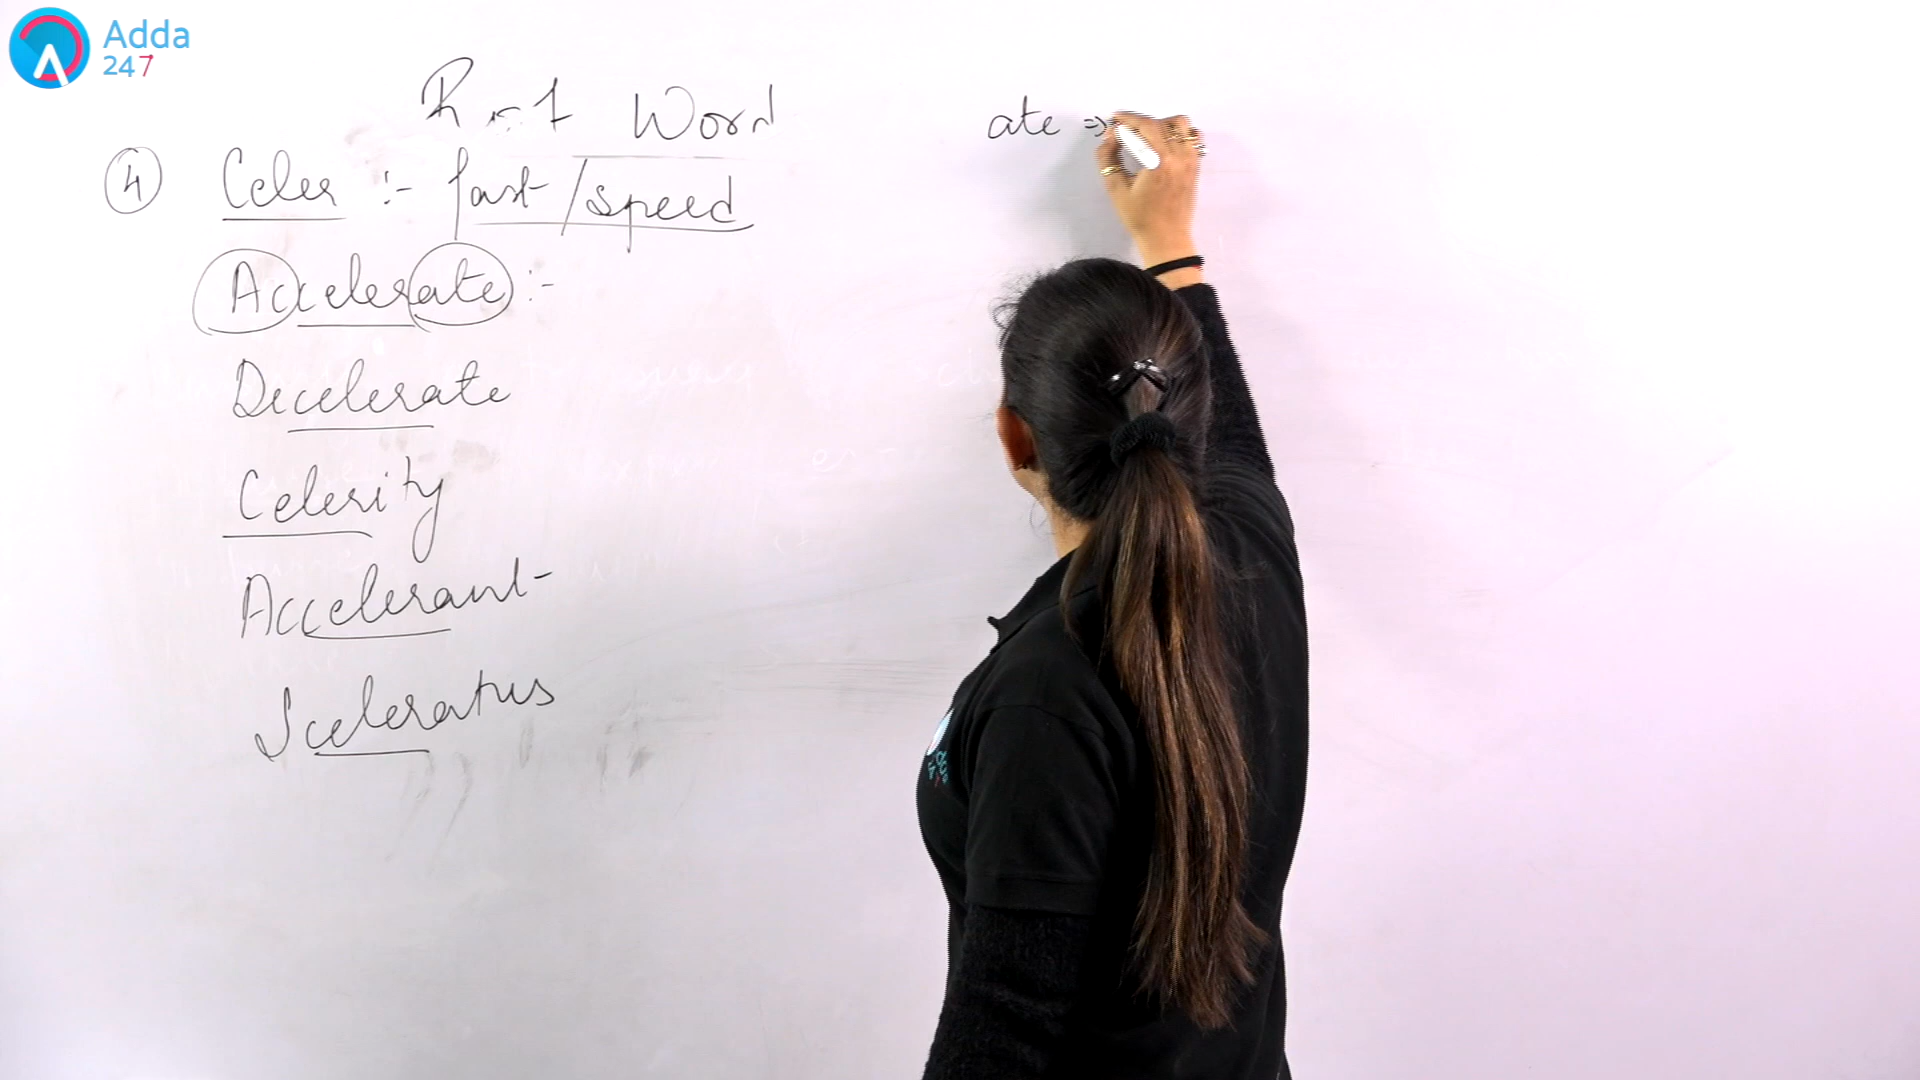 Adda
247
Root Word
4 Celer :- fast/speed
Accelerate :-
Decelerate
Celerity
Accelerant
Sceleratus
ate =>